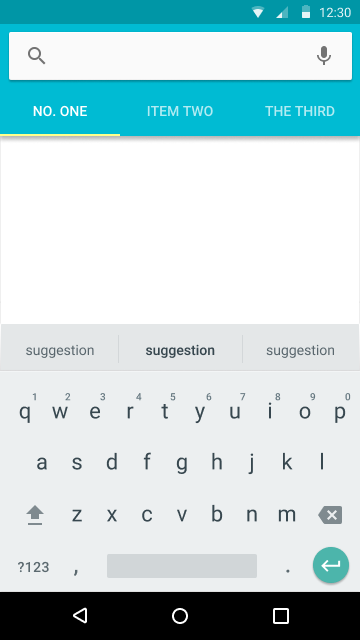 12:30
NO. ONE ITEM TWO THE THIRD
suggestion suggestion suggestion
1 2 3 4 5 6 7 8 9 0
q w e r t y u i o p
a s d f g h j k l
z x c v b n m
?123 , .